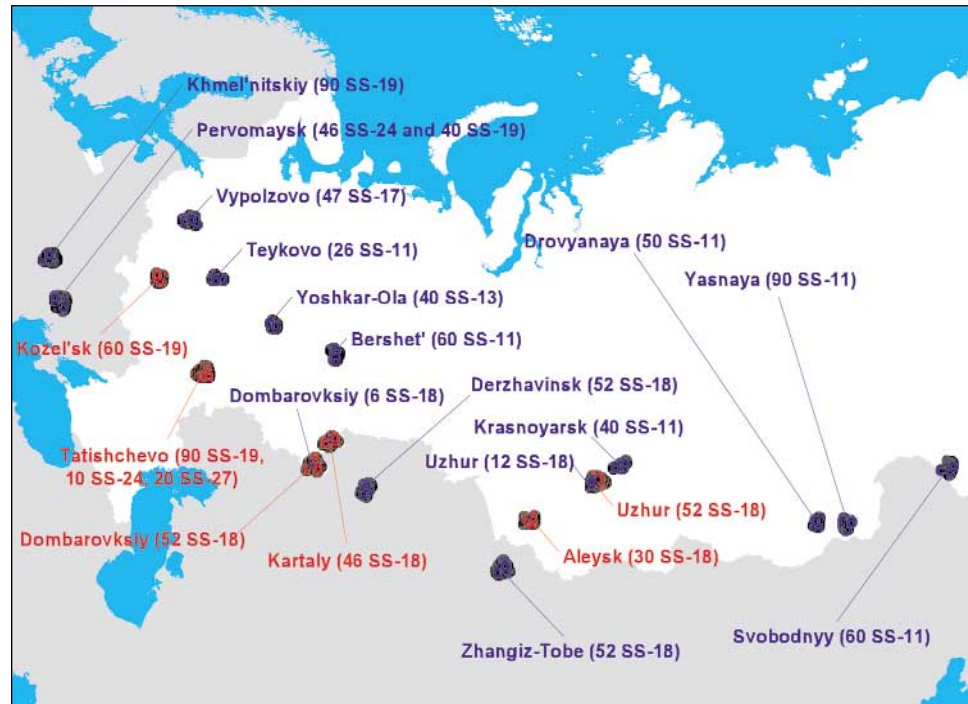 Khmel'nitskiy (90 SS-19)
Pervomaysk (46 SS-24 and 40 SS-19)
Vypolzovo (47 SS-17)
Teykovo (26 SS-11)
Drovyanaya (50 SS-11)
Yasnaya (90 SS-11)
Yoshkar-Ola (40 SS-13)
Bershet' (60 SS-11)
Kozel'sk (60 SS-19)
Dombarovksiy (6 SS-18)
Derzhavinsk (52 SS-18)
Krasnoyarsk (40 SS-11)
Tatishchevo (90 SS-19,
10 SS-24, 20 SS-27)
Uzhur (12 SS-18)
Uzhur (52 SS-18)
Dombarovksiy (52 SS-18)
Kartaly (46 SS-18)
Aleysk (30 SS-18)
Svobodnyy (60 SS-11)
Zhangiz-Tobe (52 SS-18)